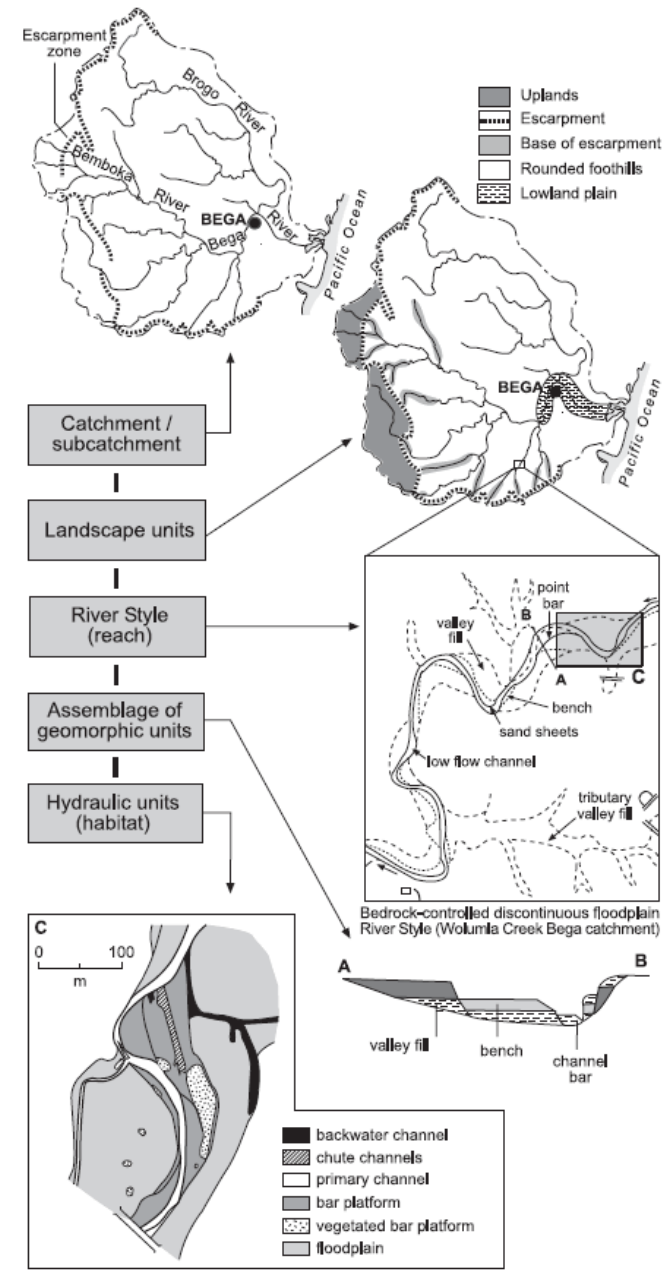 Escarpment
zone
Brogo
River
Bemboka
River
BEGA
River
Bega
Pacific Ocean
Uplands
Escarpment
Base of escarpment
Rounded foothills
Lowland plain
BEGA
Pacific Ocean
Catchment /
subcatchment
Landscape units
River Style
(reach)
Assemblage of
geomorphic units
Hydraulic units
(habitat)
point
bar
B
valley
fill
A
C
bench
sand sheets
low flow channel
tributary
valley fill
Bedrock-controlled discontinuous floodplain
River Style (Wolumla Creek Bega catchment)
A
B
valley fill
bench
channel
bar
C
0 100
m
backwater channel
chute channels
primary channel
bar platform
vegetated bar platform
floodplain